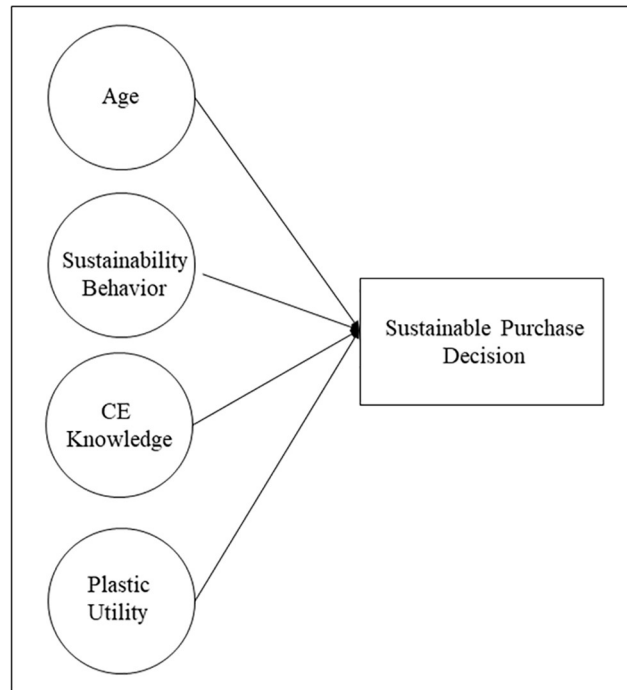 Age
Sustainability
Behavior
CE
Knowledge
Plastic
Utility
Sustainable Purchase
Decision